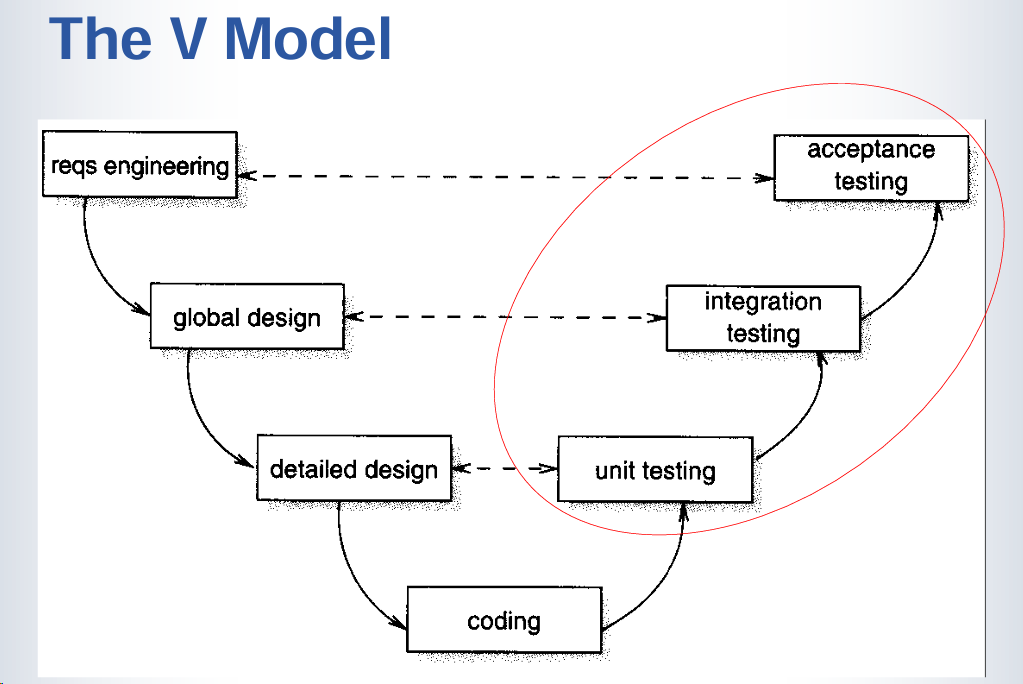 The V Model
reqs engineering
acceptance
testing
global design
integration
testing
detailed design
unit testing
coding